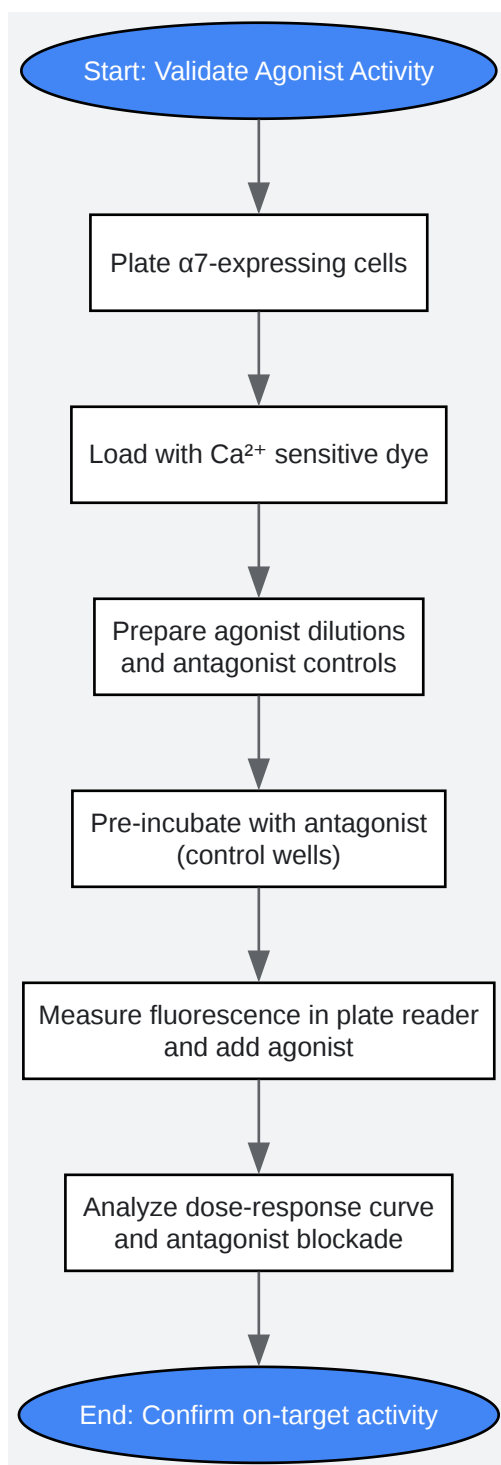 Start: Validate Agonist Activity
Plate α7-expressing cells
Load with Ca²⁺ sensitive dye
Prepare agonist dilutions
and antagonist controls
Pre-incubate with antagonist
(control wells)
Measure fluorescence in plate reader
and add agonist
Analyze dose-response curve
and antagonist blockade
End: Confirm on-target activity